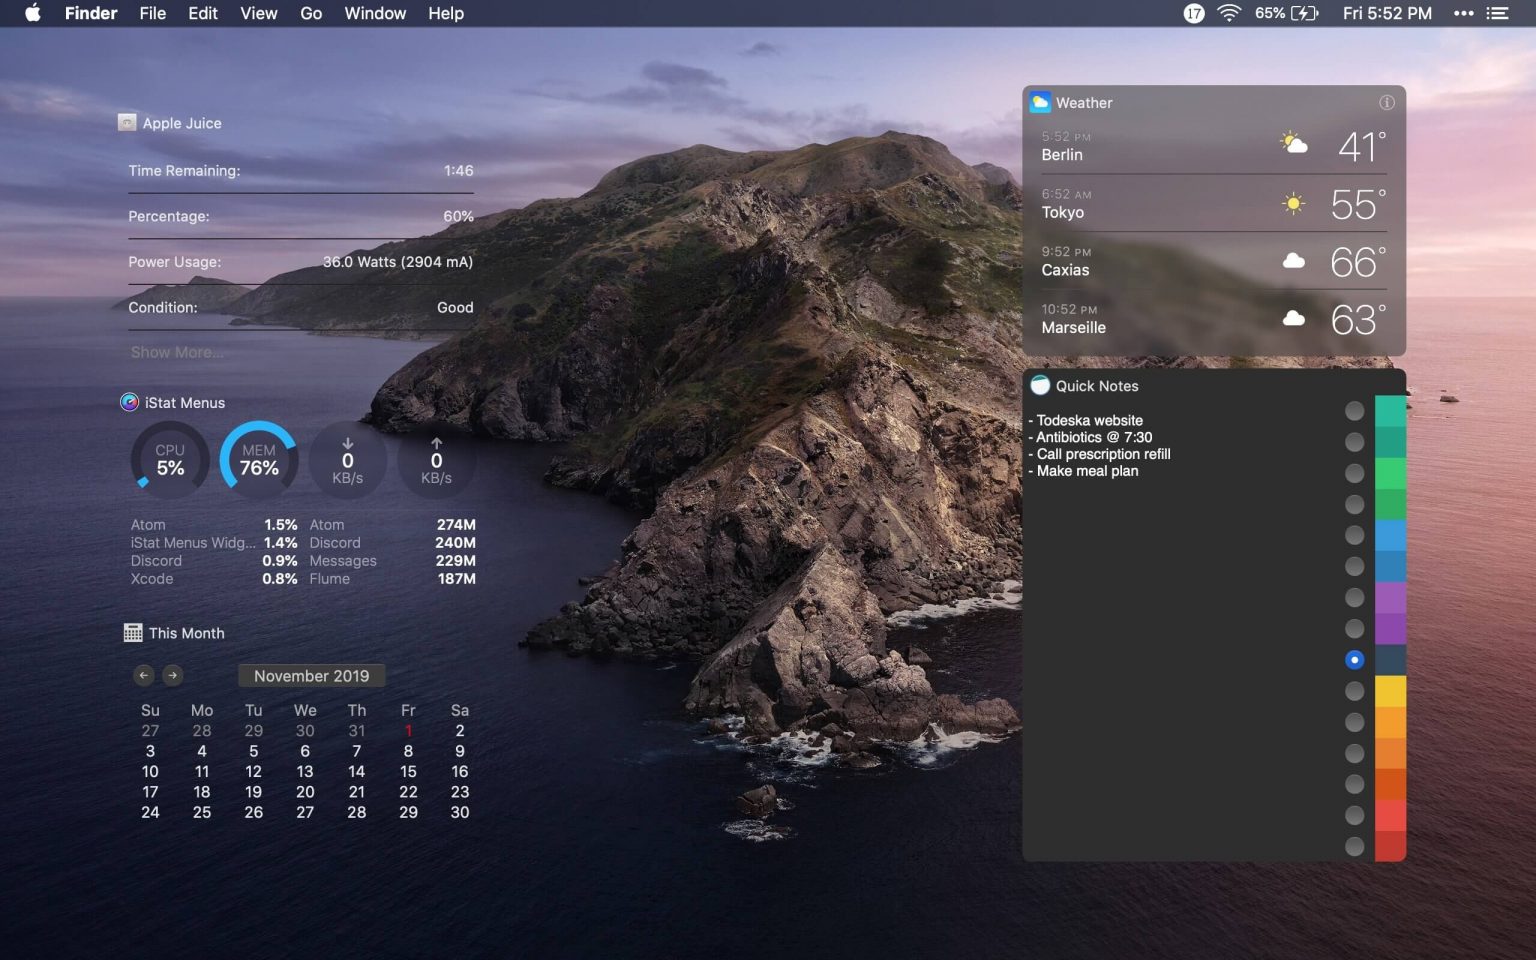 Finder File Edit View Go Window Help 17 65% Fri 5:52 PM
Apple Juice
Time Remaining: 1:46
Percentage: 60%
Power Usage: 36.0 Watts (2904 mA)
Condition: Good
Show More...
iStat Menus
CPU 5%
MEM 76%
0 KB/s
0 KB/s
Atom 1.5% Atom 274M
iStat Menus Widg... 1.4% Discord 240M
Discord 0.9% Messages 229M
Xcode 0.8% Flume 187M
This Month
November 2019
Su Mo Tu We Th Fr Sa
27 28 29 30 31 1 2
3 4 5 6 7 8 9
10 11 12 13 14 15 16
17 18 19 20 21 22 23
24 25 26 27 28 29 30
Weather
5:52 PM
Berlin 41°
6:52 AM
Tokyo 55°
9:52 PM
Caxias 66°
10:52 PM
Marseille 63°
Quick Notes
- Todeska website
- Antibiotics @ 7:30
- Call prescription refill
- Make meal plan